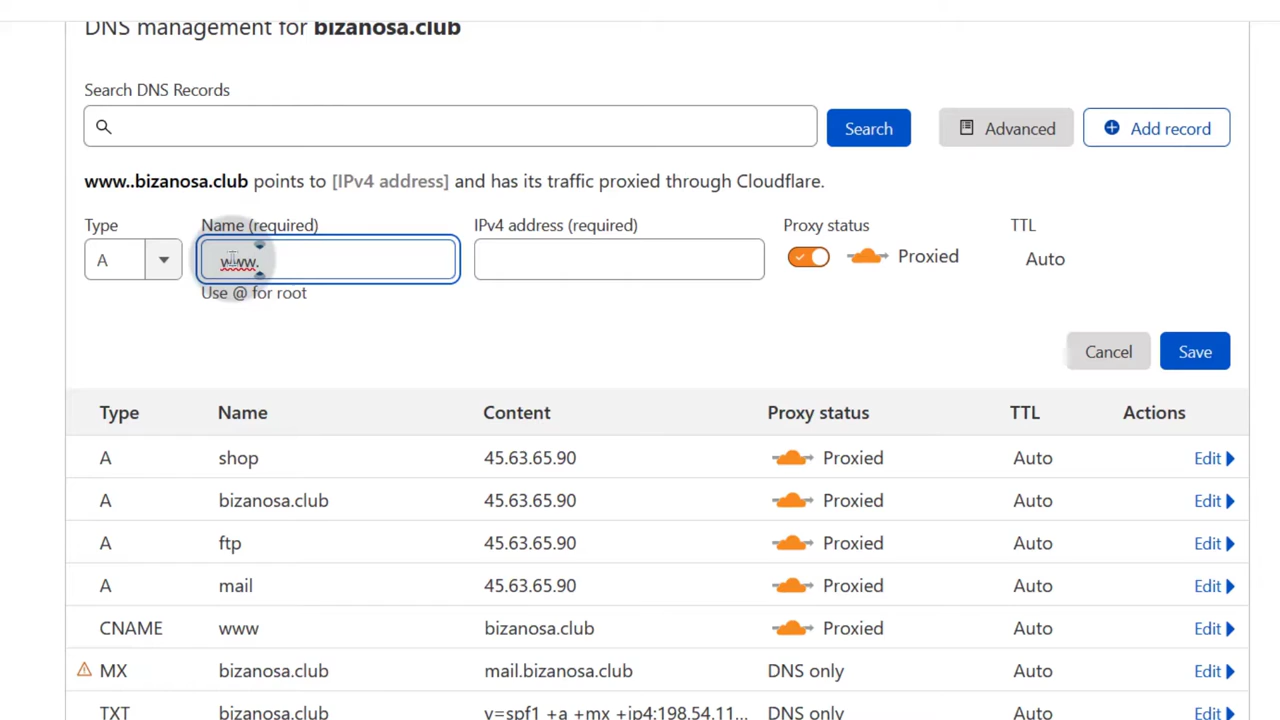 DNS management for bizanosa.club
Search DNS Records
Search
Advanced
Add record
www..bizanosa.club points to [IPv4 address] and has its traffic proxied through Cloudflare.
Type Name (required) IPv4 address (required) Proxy status TTL
A www. Proxied Auto
Use @ for root
Cancel Save
Type Name Content Proxy status TTL Actions
A shop 45.63.65.90 Proxied Auto Edit
A bizanosa.club 45.63.65.90 Proxied Auto Edit
A ftp 45.63.65.90 Proxied Auto Edit
A mail 45.63.65.90 Proxied Auto Edit
CNAME www bizanosa.club Proxied Auto Edit
MX bizanosa.club mail.bizanosa.club DNS only Auto Edit
TXT bizanosa.club v=spf1 +a +mx +ip4:198.54.11... DNS only Auto Edit